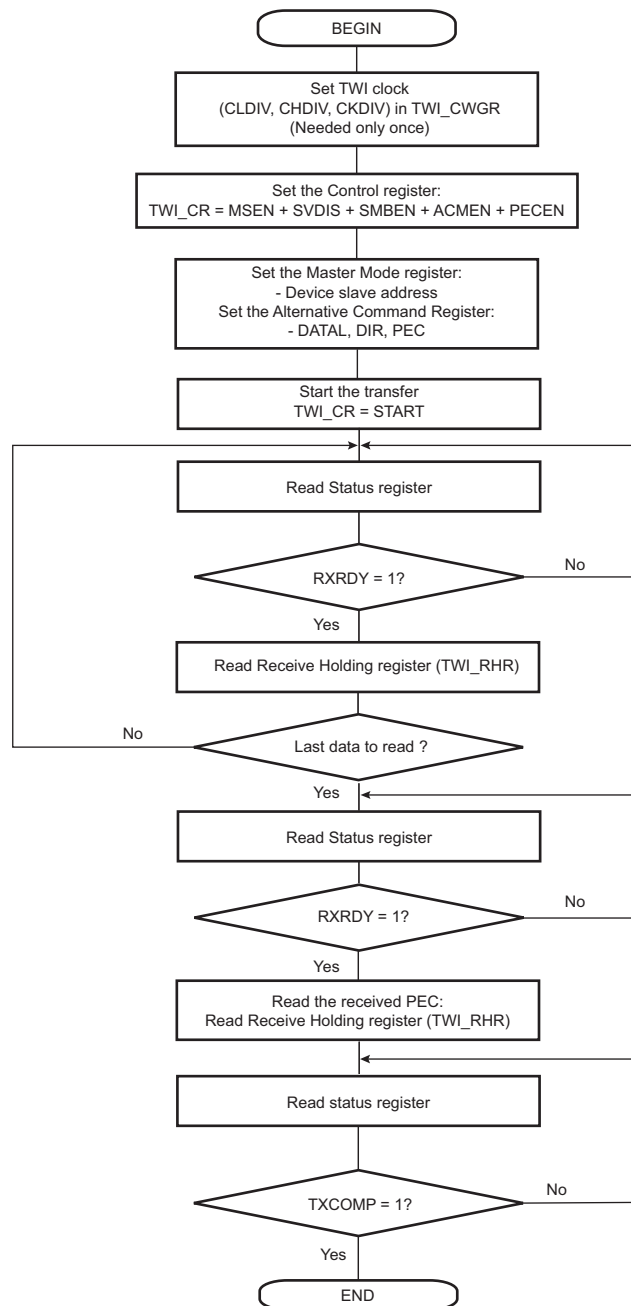 BEGIN
Set TWI clock
(CLDIV, CHDIV, CKDIV) in TWI_CWGR
(Needed only once)
Set the Control register:
TWI_CR = MSEN + SVDIS + SMBEN + ACMEN + PECEN
Set the Master Mode register:
- Device slave address
Set the Alternative Command Register:
- DATAL, DIR, PEC
Start the transfer
TWI_CR = START
Read Status register
RXRDY = 1?
No
Yes
Read Receive Holding register (TWI_RHR)
No
Last data to read ?
Yes
Read Status register
RXRDY = 1?
No
Yes
Read the received PEC:
Read Receive Holding register (TWI_RHR)
Read status register
TXCOMP = 1?
No
Yes
END